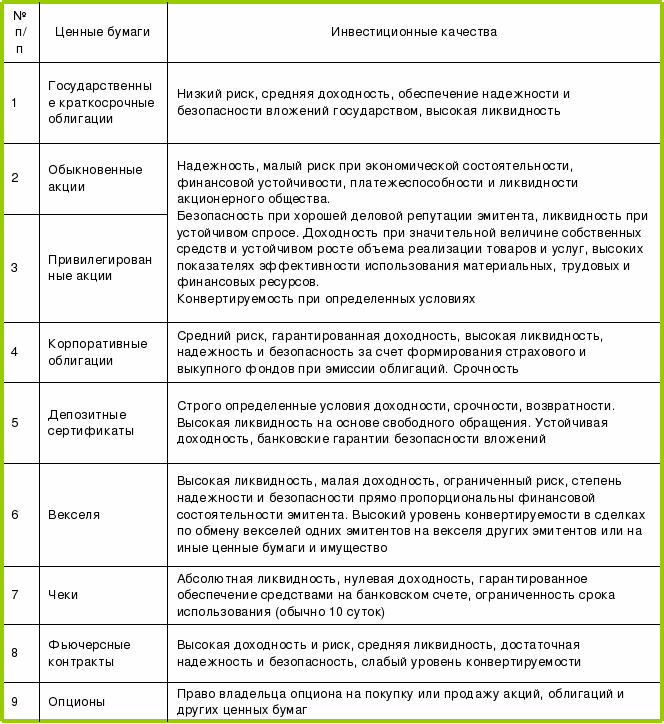 №
п/
п
Ценные бумаги
Инвестиционные качества
1
Государственны
е краткосрочные
облигации
Низкий риск, средняя доходность, обеспечение надежности и
безопасности вложений государством, высокая ликвидность
2
Обыкновенные
акции
Надежность, малый риск при экономической состоятельности,
финансовой устойчивости, платежеспособности и ликвидности
акционерного общества.
Безопасность при хорошей деловой репутации эмитента, ликвидность при
устойчивом спросе. Доходность при значительной величине собственных
средств и устойчивом росте объема реализации товаров и услуг, высоких
показателях эффективности использования материальных, трудовых и
финансовых ресурсов.
Конвертируемость при определенных условиях
3
Привилегирован
ные акции
4
Корпоративные
облигации
Средний риск, гарантированная доходность, высокая ликвидность,
надежность и безопасность за счет формирования страхового и
выкупного фондов при эмиссии облигаций. Срочность
5
Депозитные
сертификаты
Строго определенные условия доходности, срочности, возвратности.
Высокая ликвидность на основе свободного обращения. Устойчивая
доходность, банковские гарантии безопасности вложений
6
Векселя
Высокая ликвидность, малая доходность, ограниченный риск, степень
надежности и безопасности прямо пропорциональны финансовой
состоятельности эмитента. Высокий уровень конвертируемости в сделках
по обмену векселей одних эмитентов на векселя других эмитентов или на
иные ценные бумаги и имущество
7
Чеки
Абсолютная ликвидность, нулевая доходность, гарантированное
обеспечение средствами на банковском счете, ограниченность срока
использования (обычно 10 суток)
8
Фьючерсные
контракты
Высокая доходность и риск, средняя ликвидность, достаточная
надежность и безопасность, слабый уровень конвертируемости
9
Опционы
Право владельца опциона на покупку или продажу акций, облигаций и
других ценных бумаг